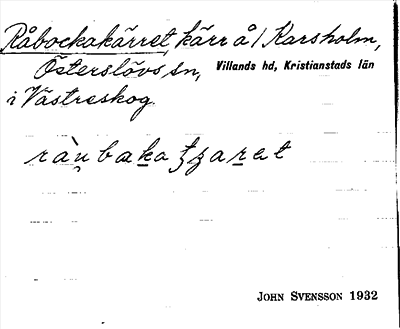 Råbockakärret, kärr å / Karsholm,
Österslövs sn, Villands hd, Kristianstads län
i Västreskog.
JOHN SVENSSON 1932